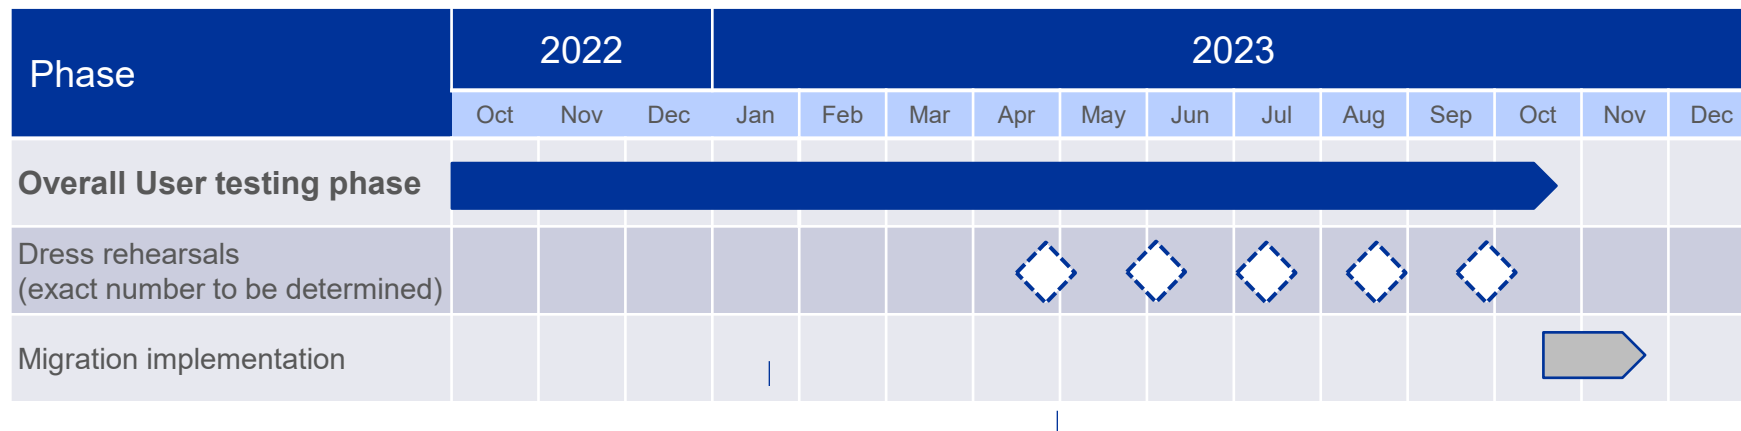 Phase
2022
2023
Oct Nov Dec Jan Feb Mar Apr May Jun Jul Aug Sep Oct Nov Dec
Overall User testing phase
Dress rehearsals
(exact number to be determined)
Migration implementation